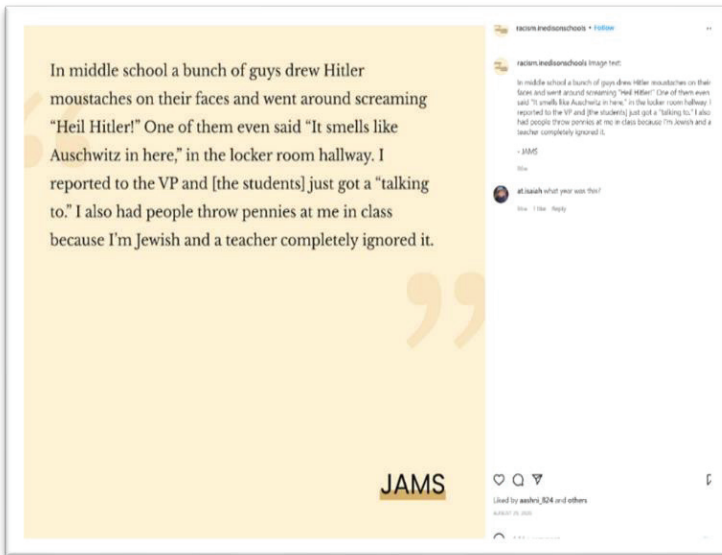 In middle school a bunch of guys drew Hitler
moustaches on their faces and went around screaming
“Heil Hitler!” One of them even said “It smells like
Auschwitz in here,” in the locker room hallway. I
reported to the VP and [the students] just got a “talking
to.” I also had people throw pennies at me in class
because I’m Jewish and a teacher completely ignored it.
JAMS
racism.inedisonschools • Follow
racism.inedisonschools Image text:
In middle school a bunch of guys drew Hitler moustaches on their
faces and went around screaming "Heil Hitler!" One of them even
said "It smells like Auschwitz in here," in the locker room hallway. I
reported to the VP and [the students] just got a "talking to." I also
had people throw pennies at me in class because I'm Jewish and a
teacher completely ignored it.
- JAMS
at.isaiah what year was this?
1 like Reply
Liked by aashni_824 and others